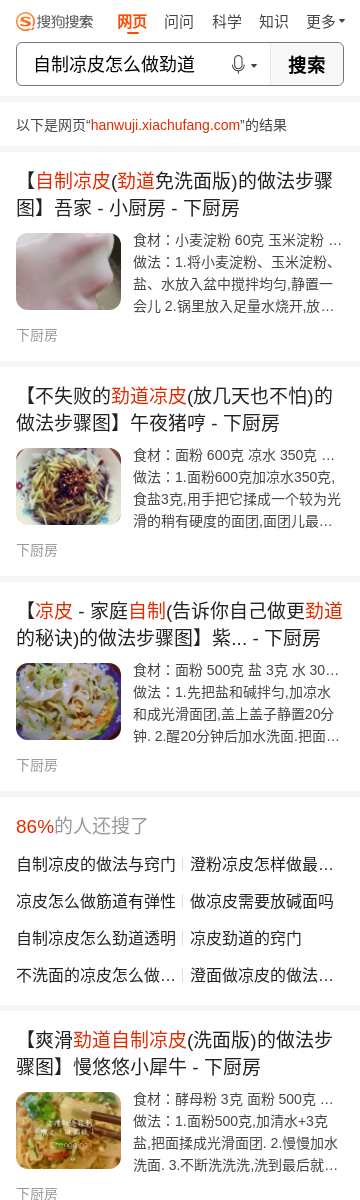 搜狗搜索 网页 问问 科学 知识 更多
自制凉皮怎么做劲道 搜索
以下是网页“hanwuji.xiachufang.com”的结果
【自制凉皮(劲道免洗面版)的做法步骤
图】吾家 - 小厨房 - 下厨房
食材：小麦淀粉 60克 玉米淀粉 ...
做法：1.将小麦淀粉、玉米淀粉、
盐、水放入盆中搅拌均匀,静置一
会儿 2.锅里放入足量水烧开,放...
下厨房
【不失败的劲道凉皮(放几天也不怕)的
做法步骤图】午夜猪哼 - 下厨房
食材：面粉 600克 凉水 350克 ...
做法：1.面粉600克加凉水350克,
食盐3克,用手把它揉成一个较为光
滑的稍有硬度的面团,面团儿最...
下厨房
【凉皮 - 家庭自制(告诉你自己做更劲道
的秘诀)的做法步骤图】紫... - 下厨房
食材：面粉 500克 盐 3克 水 30...
做法：1.先把盐和碱拌匀,加凉水
和成光滑面团,盖上盖子静置20分
钟. 2.醒20分钟后加水洗面.把面...
下厨房
86%的人还搜了
自制凉皮的做法与窍门 澄粉凉皮怎样做最...
凉皮怎么做筋道有弹性 做凉皮需要放碱面吗
自制凉皮怎么劲道透明 凉皮劲道的窍门
不洗面的凉皮怎么做... 澄面做凉皮的做法...
【爽滑劲道自制凉皮(洗面版)的做法步
骤图】慢悠悠小犀牛 - 下厨房
食材：酵母粉 3克 面粉 500克 ...
做法：1.面粉500克,加清水+3克
盐,把面揉成光滑面团. 2.慢慢加水
洗面. 3.不断洗洗洗,洗到最后就...
下厨房